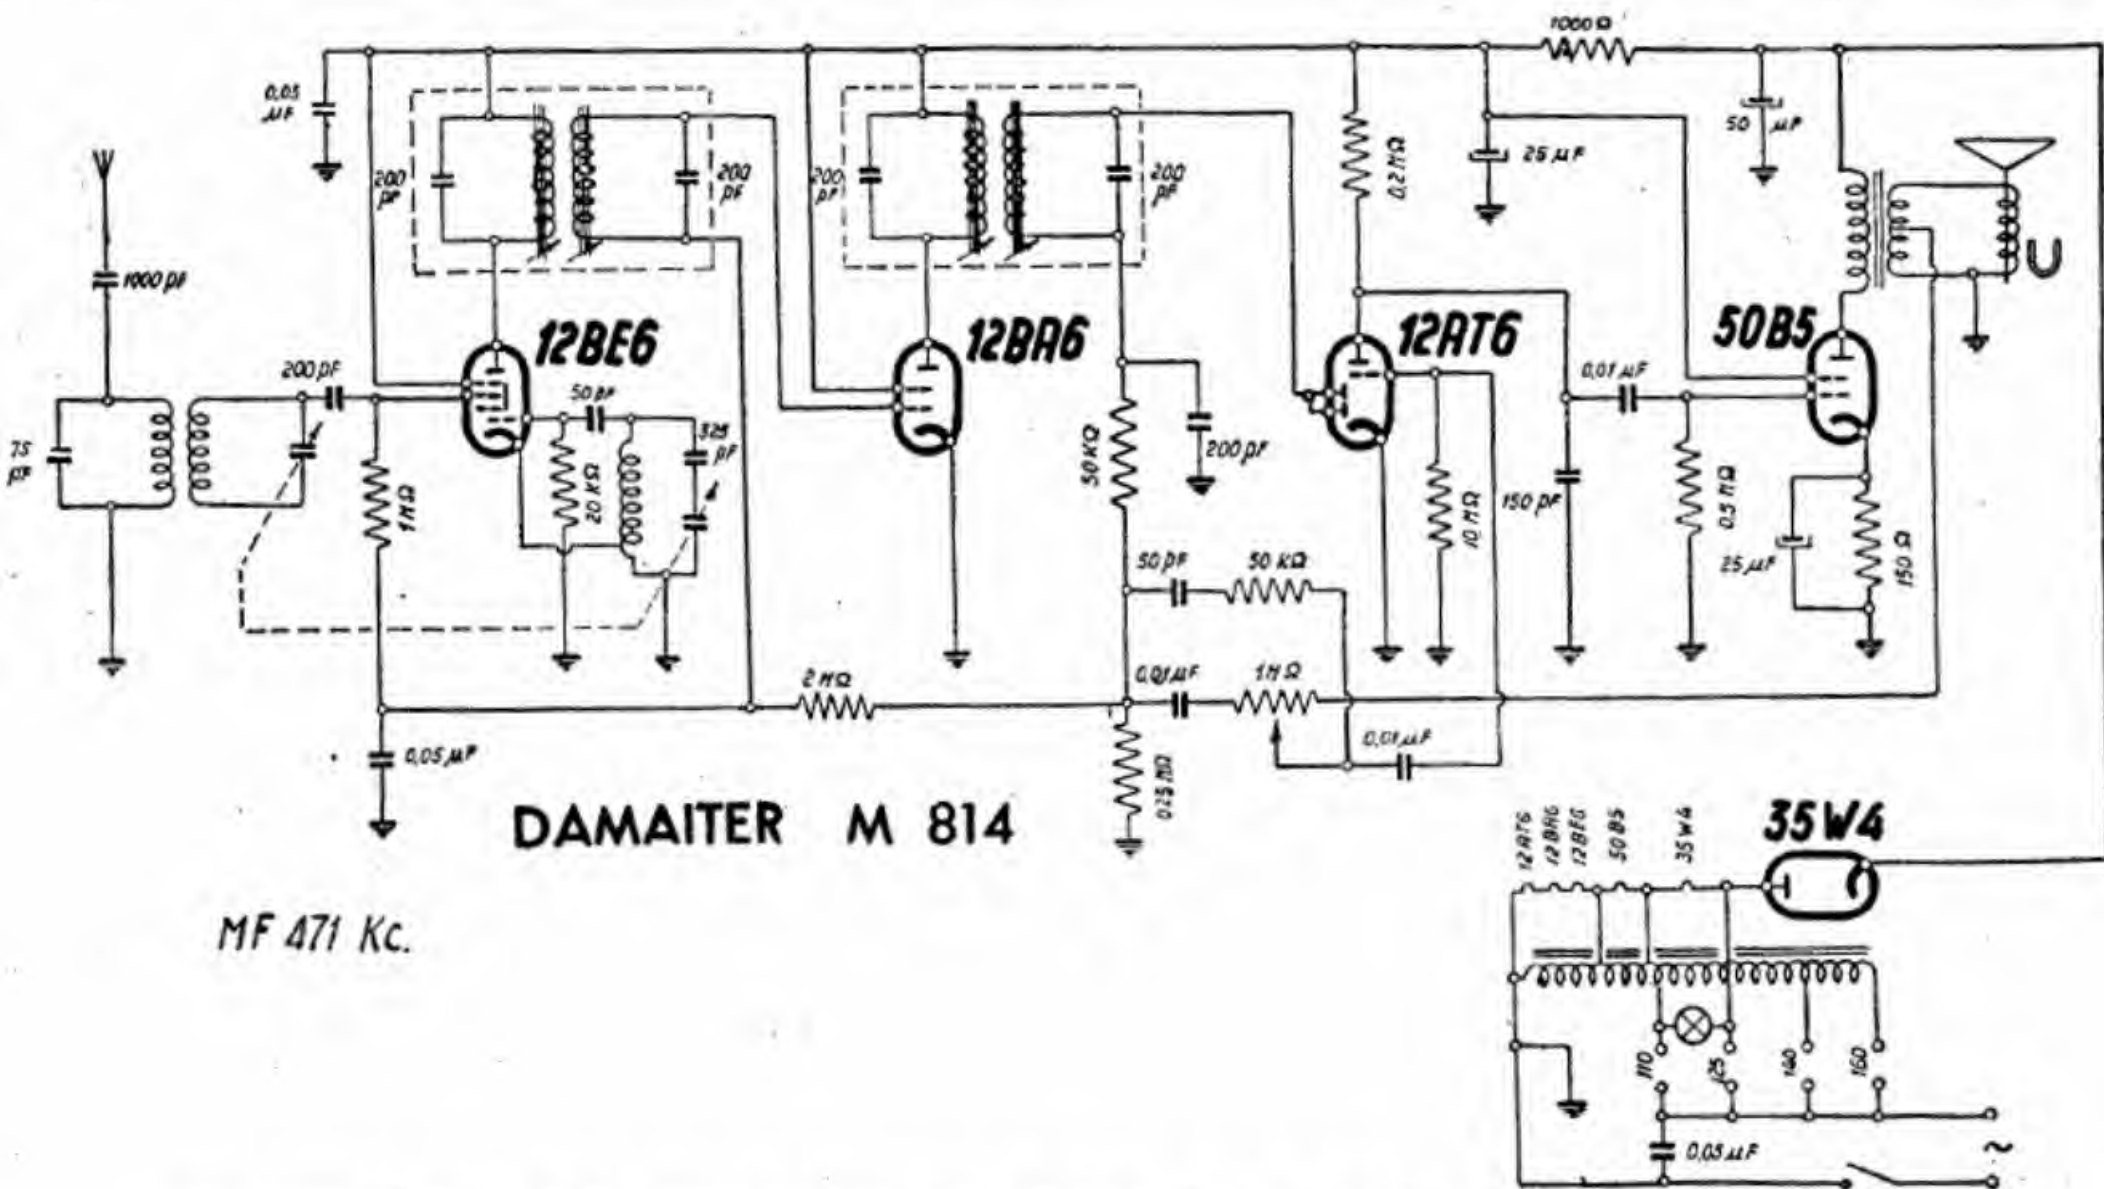 1000 Ω
0,05
µF
200
pF
200
pF
200
pF
200
pF
0,2 MΩ
25 µF
50 µF
1000 pF
12BE6
12BA6
12AT6
50B5
200 pF
50 pF
325
pF
0,01 µF
75
pF
1 MΩ
20 KΩ
50 KΩ
200 pF
10 MΩ
150 pF
0,5 MΩ
25 µF
150 Ω
50 pF
50 KΩ
2 MΩ
0,01 µF
1 MΩ
0,01 µF
0,05 µF
0,25 MΩ
DAMAITER M 814
12AT6
12BA6
12BE6
50B5
35W4
35W4
MF 471 Kc.
110
125
140
160
0,05 µF
~